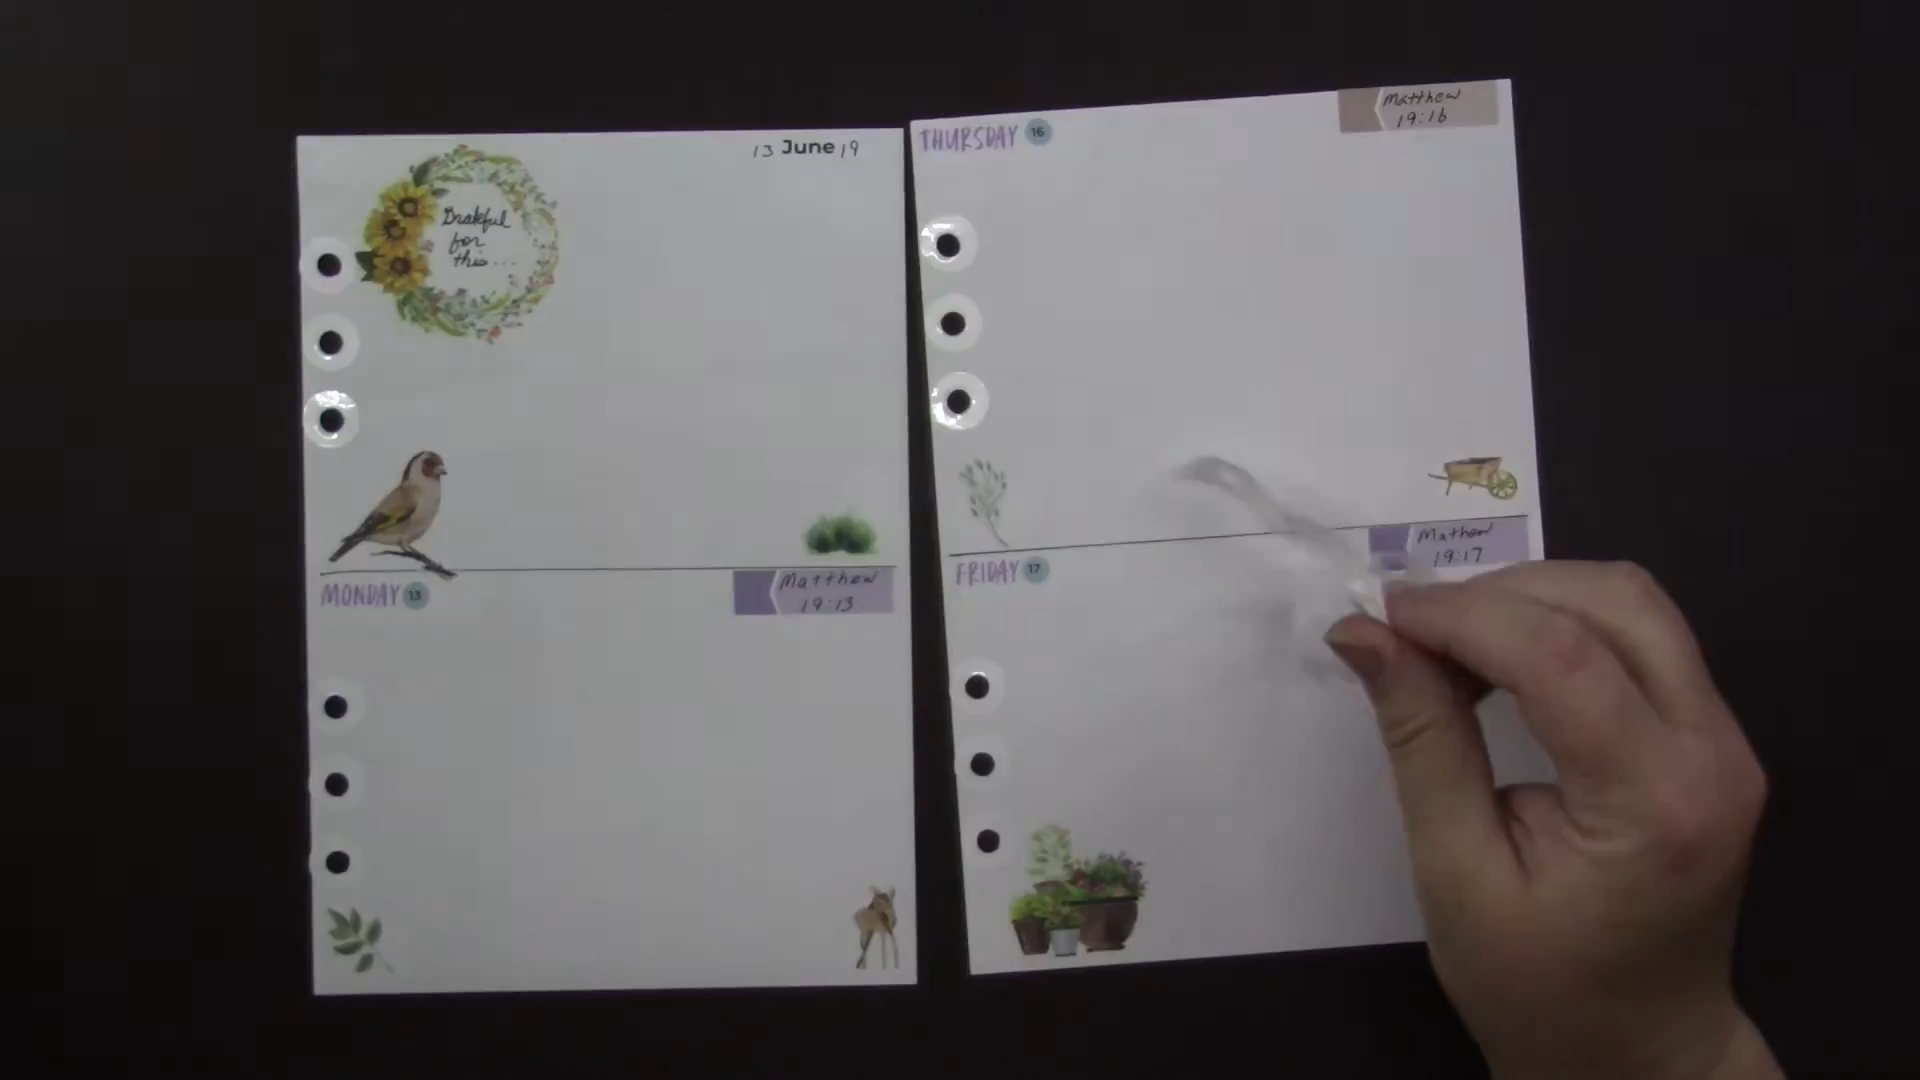 13 June 19
Grateful
for
this...
MONDAY 13
Matthew
19:13
THURSDAY 16
Matthew
19:16
FRIDAY 17
Mathew
19:17